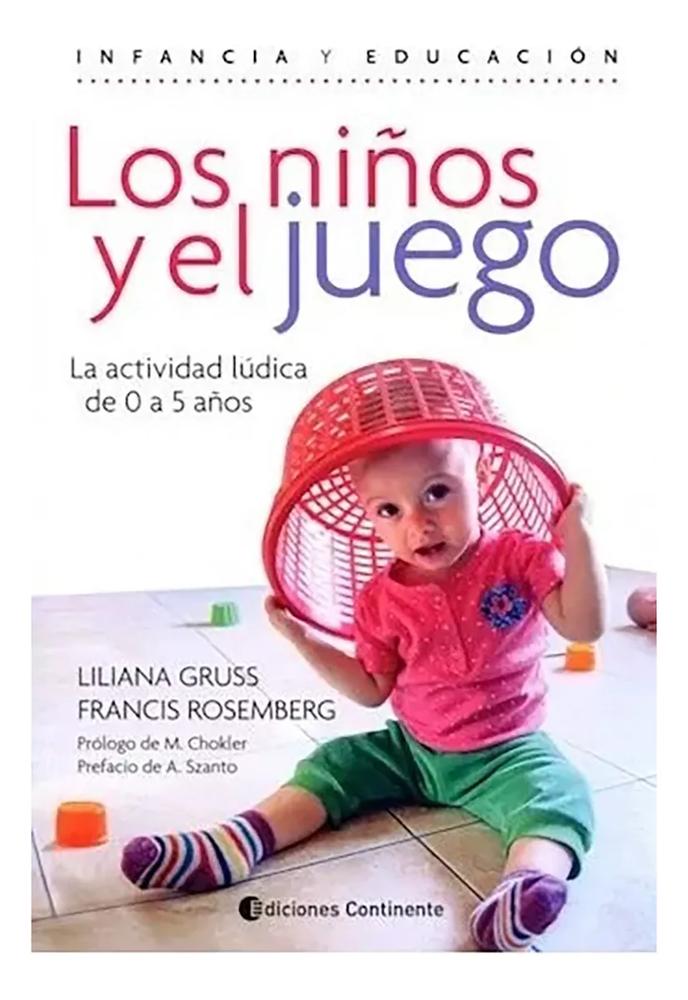 INFANCIA Y EDUCACIÓN
Los niños
y el juego
La actividad lúdica
de 0 a 5 años
LILIANA GRUSS
FRANCIS ROSEMBERG
Prólogo de M. Chokler
Prefacio de A. Szanto
Ediciones Continente